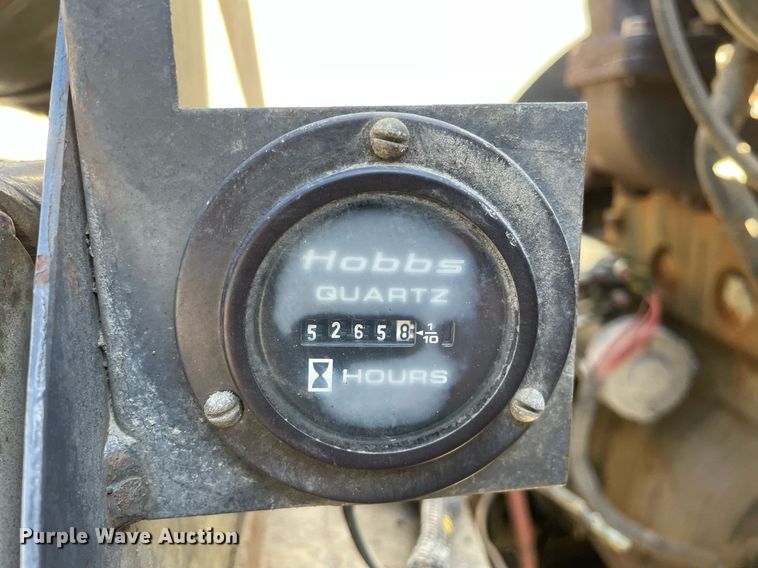 Hobbs
QUARTZ
52658 1/10
HOURS
Purple Wave Auction